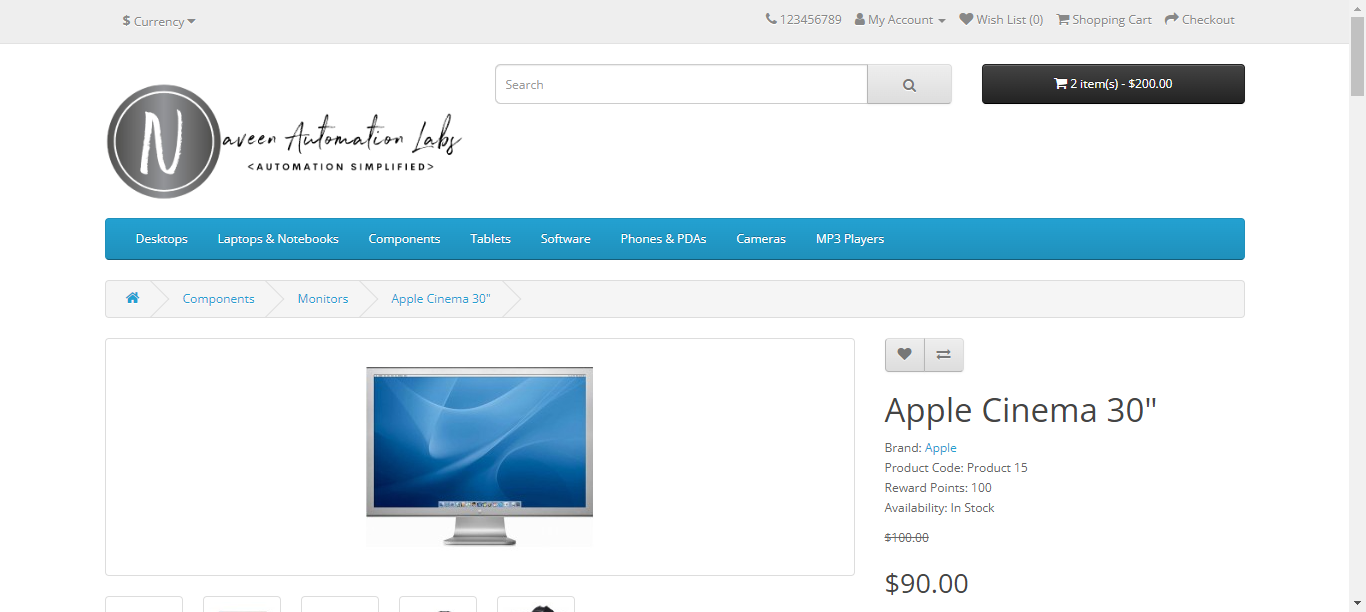 $ Currency
123456789
My Account
Wish List (0)
Shopping Cart
Checkout
Search
2 item(s) - $200.00
N
aveen Automation Labs
<AUTOMATION SIMPLIFIED>
Desktops
Laptops & Notebooks
Components
Tablets
Software
Phones & PDAs
Cameras
MP3 Players
Components
Monitors
Apple Cinema 30"
Apple Cinema 30"
Brand: Apple
Product Code: Product 15
Reward Points: 100
Availability: In Stock
$100.00
$90.00